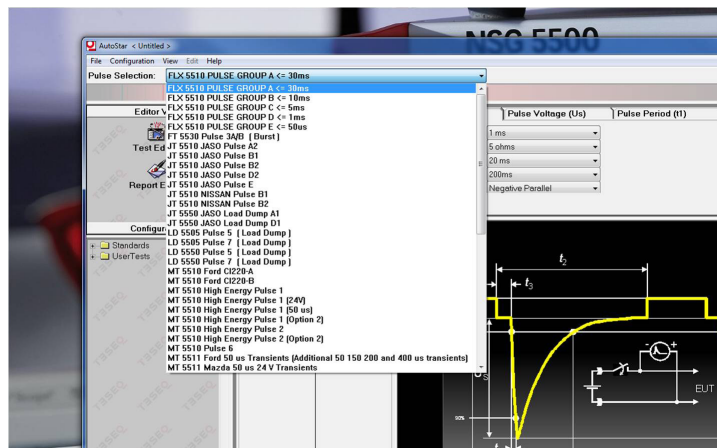 NSG 5500
AutoStar < Untitled >
File Configuration View Edit Help
Pulse Selection: FLX 5510 PULSE GROUP A <= 30ms
FLX 5510 PULSE GROUP A <= 30ms
FLX 5510 PULSE GROUP B <= 10ms
FLX 5510 PULSE GROUP C <= 5ms
FLX 5510 PULSE GROUP D <= 1ms
FLX 5510 PULSE GROUP E <= 50us
FT 5530 Pulse 3A/B ( Burst )
JT 5510 JASO Pulse A2
JT 5510 JASO Pulse B1
JT 5510 JASO Pulse B2
JT 5510 JASO Pulse D2
JT 5510 JASO Pulse E
JT 5510 NISSAN Pulse B1
JT 5510 NISSAN Pulse B2
JT 5550 JASO Load Dump A1
JT 5550 JASO Load Dump D1
LD 5505 Pulse 5 ( Load Dump )
LD 5505 Pulse 7 ( Load Dump )
LD 5550 Pulse 5 ( Load Dump )
LD 5550 Pulse 7 ( Load Dump )
MT 5510 Ford CI220-A
MT 5510 Ford CI220-B
MT 5510 High Energy Pulse 1
MT 5510 High Energy Pulse 1 (24V)
MT 5510 High Energy Pulse 1 (50 us)
MT 5510 High Energy Pulse 1 (Option 2)
MT 5510 High Energy Pulse 2
MT 5510 High Energy Pulse 2 (Option 2)
MT 5510 Pulse 6
MT 5511 Ford 50 us Transients (Additional 50 150 200 and 400 us transients)
MT 5511 Mazda 50 us 24 V Transients
Editor V
Test Ed
Report E
Configur
Standards
UserTests
Pulse Voltage (Us)
Pulse Period (t1)
1 ms
5 ohms
20 ms
200ms
Negative Parallel
t2
t3
S
90%
EUT
TESEQ